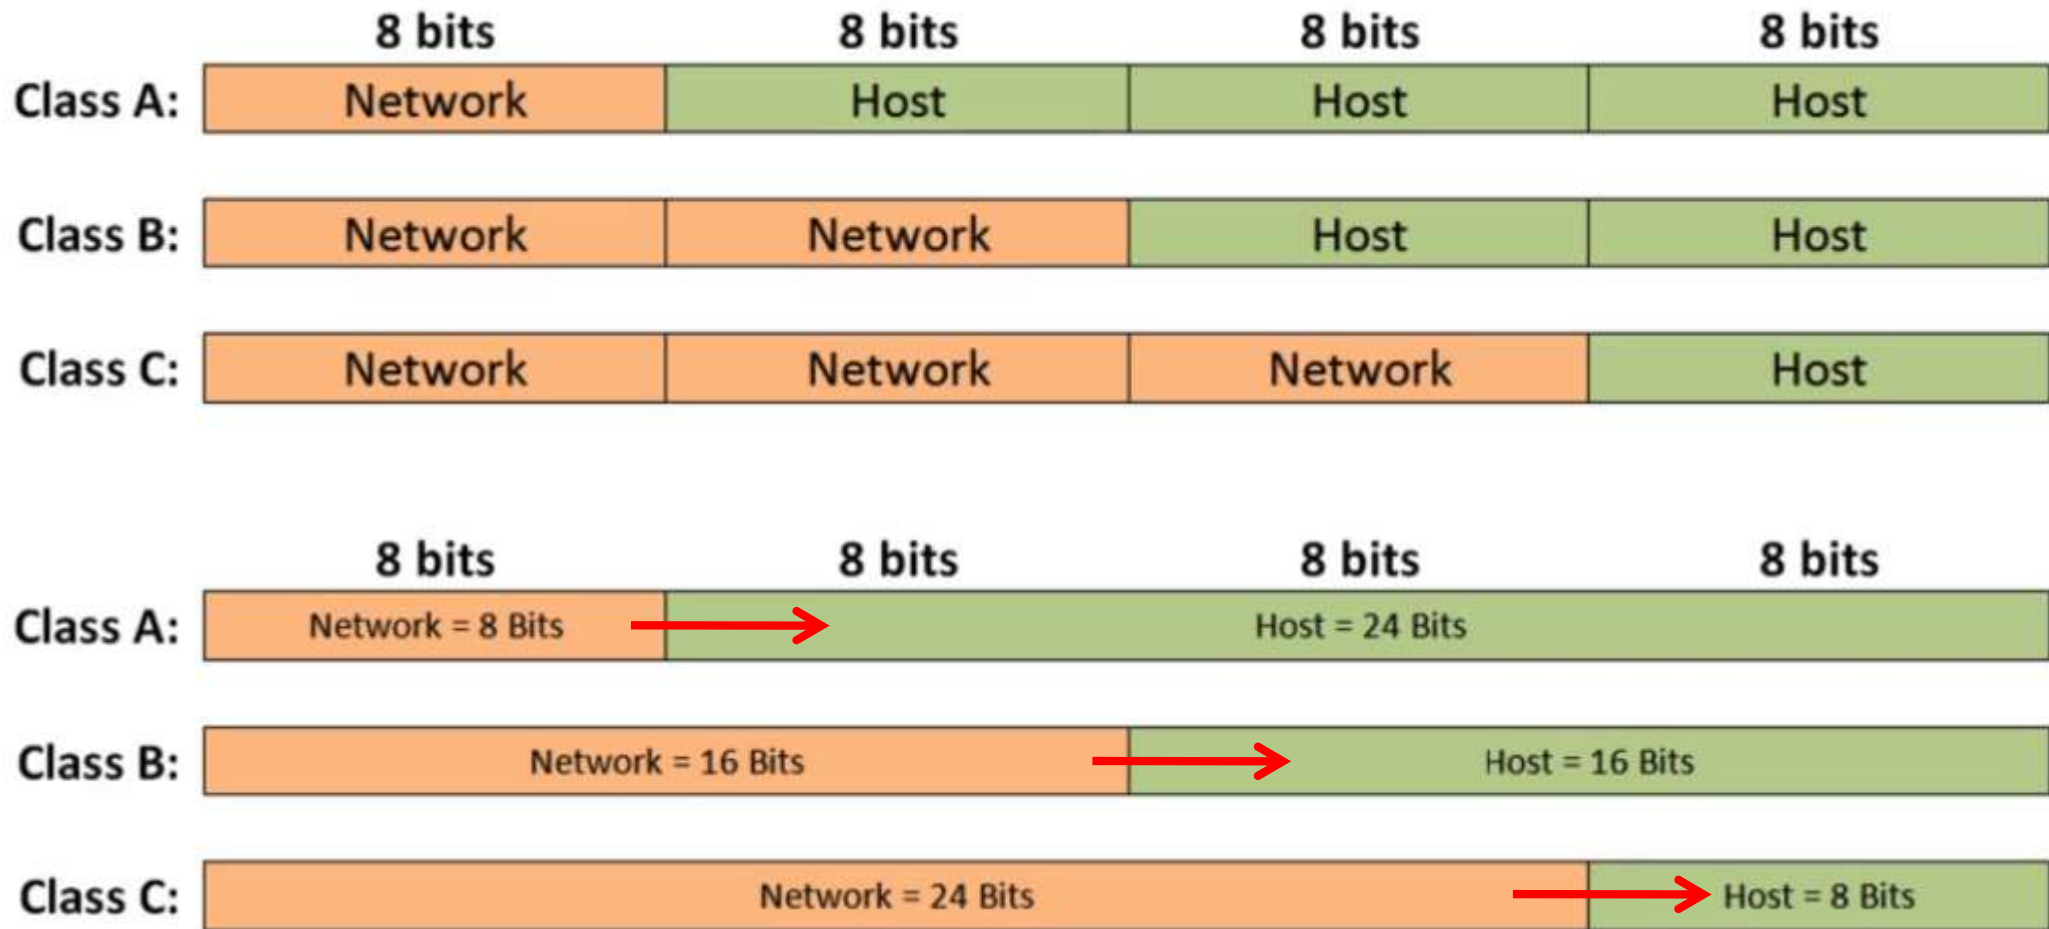 8 bits 8 bits 8 bits 8 bits
Class A: Network Host Host Host
Class B: Network Network Host Host
Class C: Network Network Network Host
8 bits 8 bits 8 bits 8 bits
Class A: Network = 8 Bits Host = 24 Bits
Class B: Network = 16 Bits Host = 16 Bits
Class C: Network = 24 Bits Host = 8 Bits